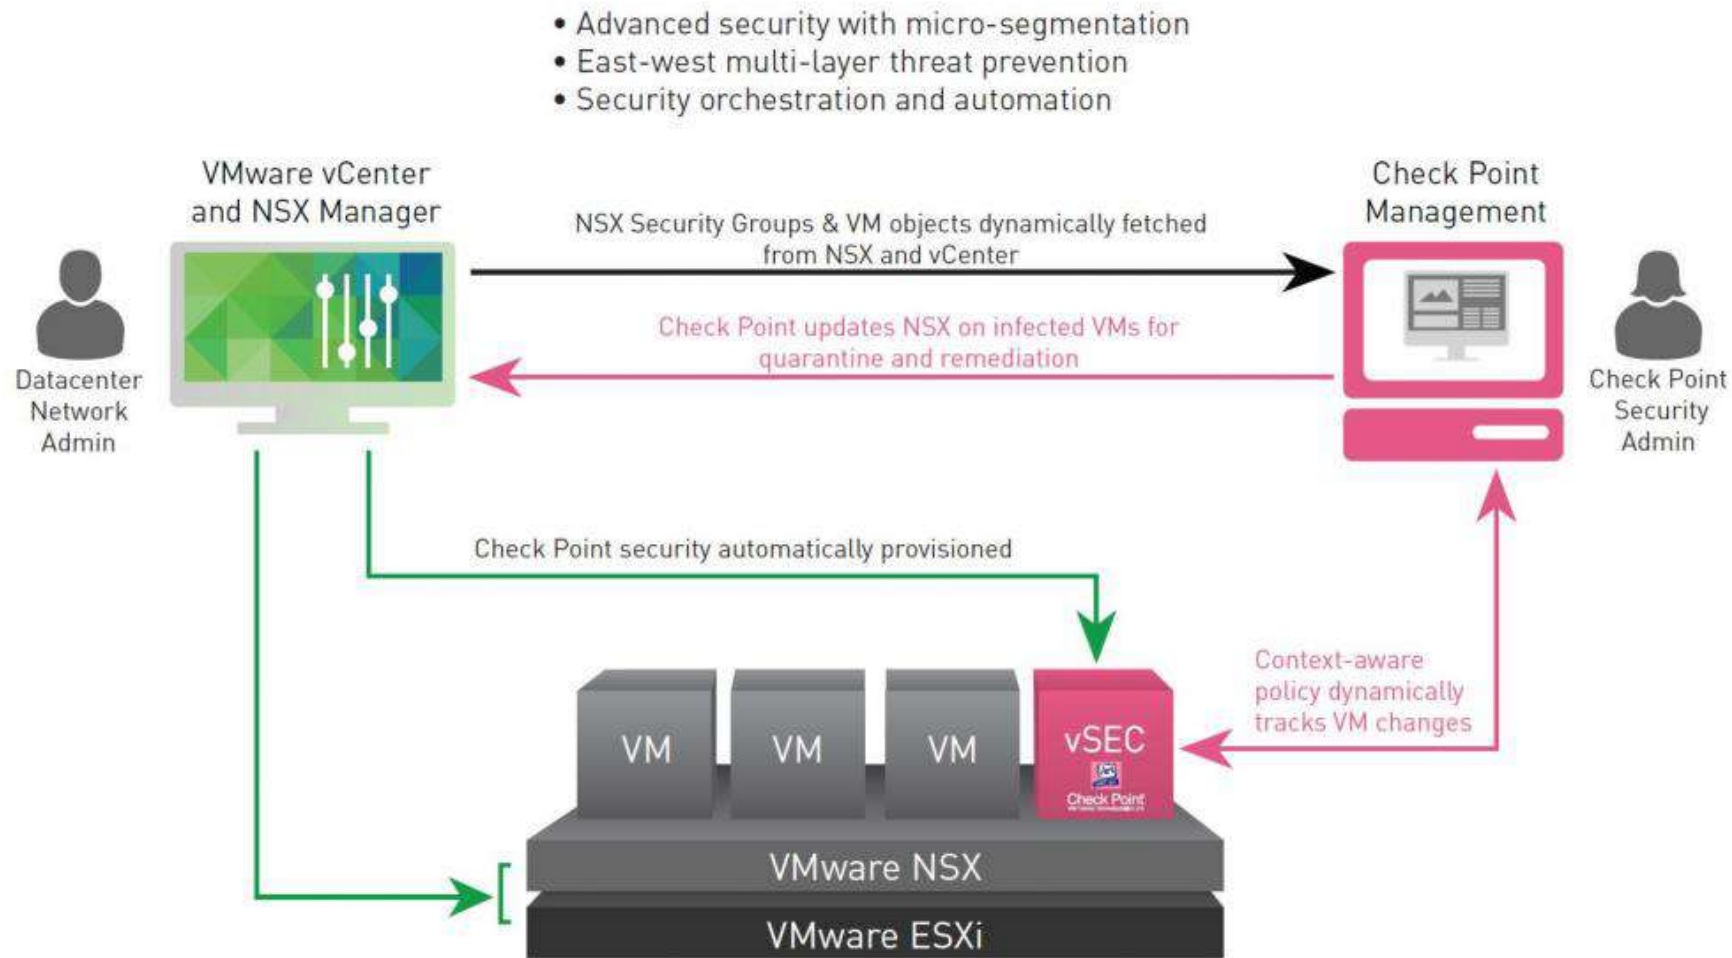 • Advanced security with micro-segmentation
• East-west multi-layer threat prevention
• Security orchestration and automation
VMware vCenter
and NSX Manager
Check Point
Management
NSX Security Groups & VM objects dynamically fetched
from NSX and vCenter
Check Point updates NSX on infected VMs for
quarantine and remediation
Datacenter
Network
Admin
Check Point
Security
Admin
Check Point security automatically provisioned
Context-aware
policy dynamically
tracks VM changes
VM
VM
VM
vSEC
Check Point
VMware NSX
VMware ESXi